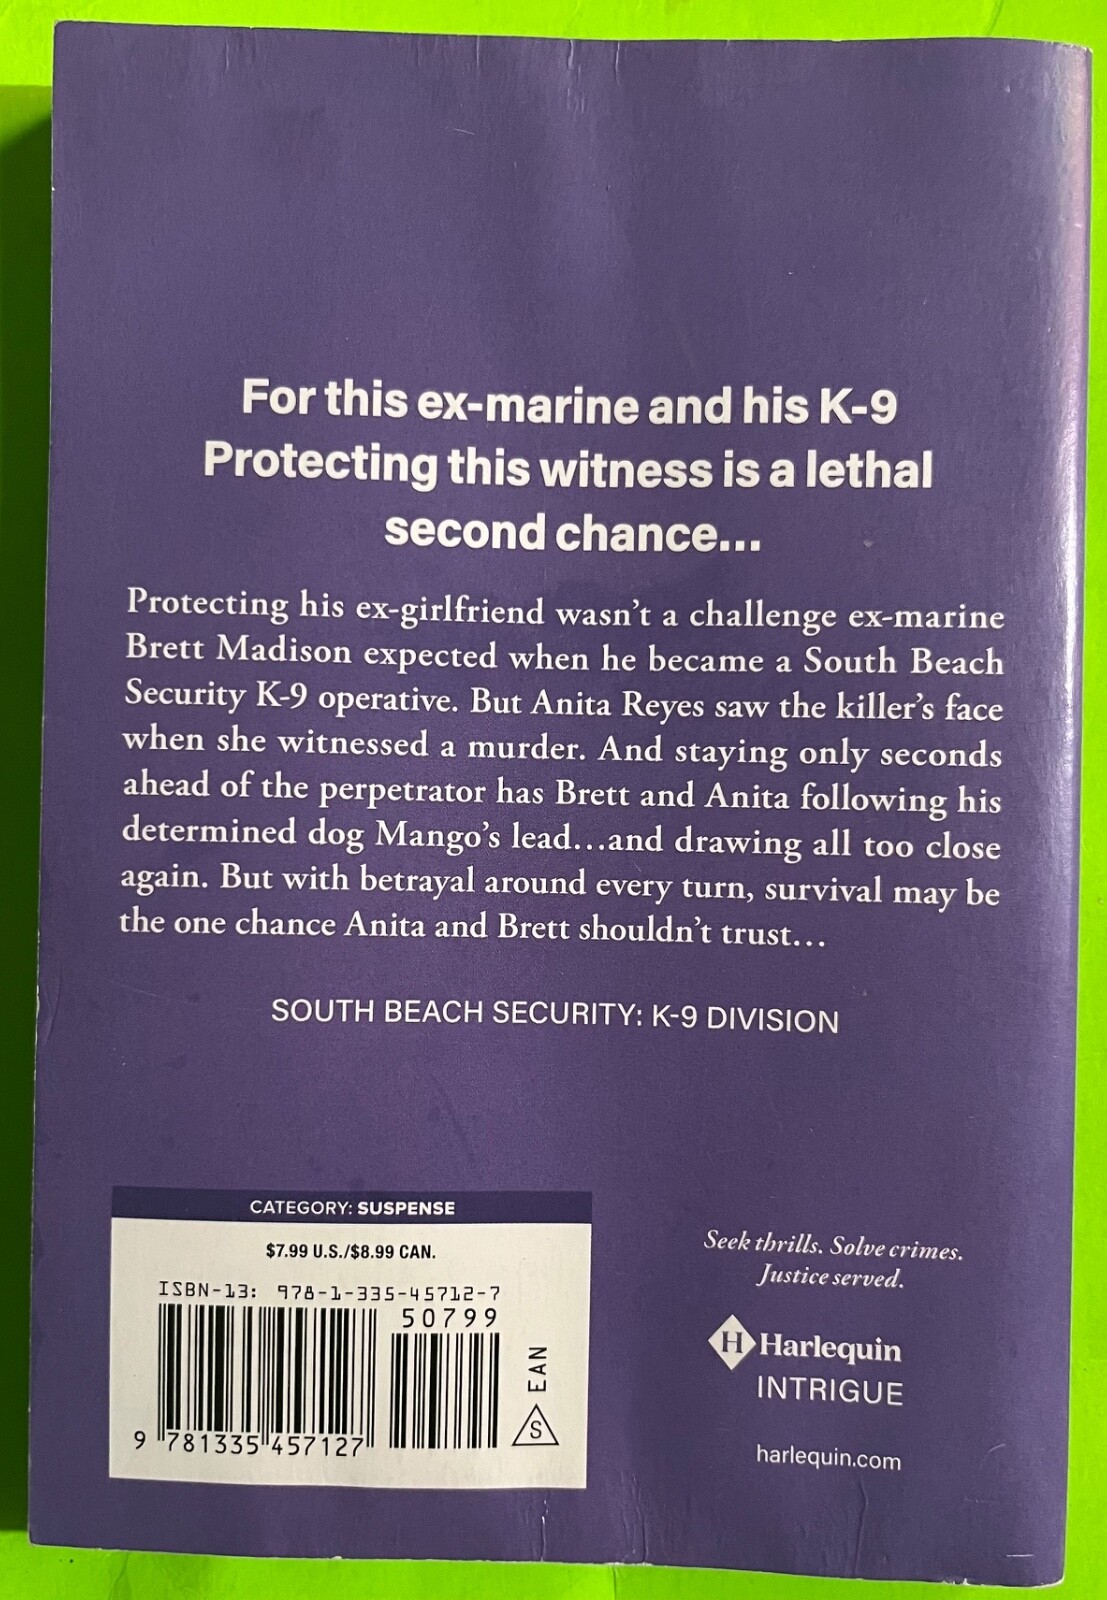 For this ex-marine and his K-9
Protecting this witness is a lethal
second chance...
Protecting his ex-girlfriend wasn't a challenge ex-marine
Brett Madison expected when he became a South Beach
Security K-9 operative. But Anita Reyes saw the killer's face
when she witnessed a murder. And staying only seconds
ahead of the perpetrator has Brett and Anita following his
determined dog Mango's lead...and drawing all too close
again. But with betrayal around every turn, survival may be
the one chance Anita and Brett shouldn't trust...
SOUTH BEACH SECURITY: K-9 DIVISION
CATEGORY: SUSPENSE
$7.99 U.S./$8.99 CAN.
ISBN-13: 978-1-335-45712-7
50799
9 781335 457127
EAN
S
Seek thrills. Solve crimes.
Justice served.
H Harlequin
INTRIGUE
harlequin.com